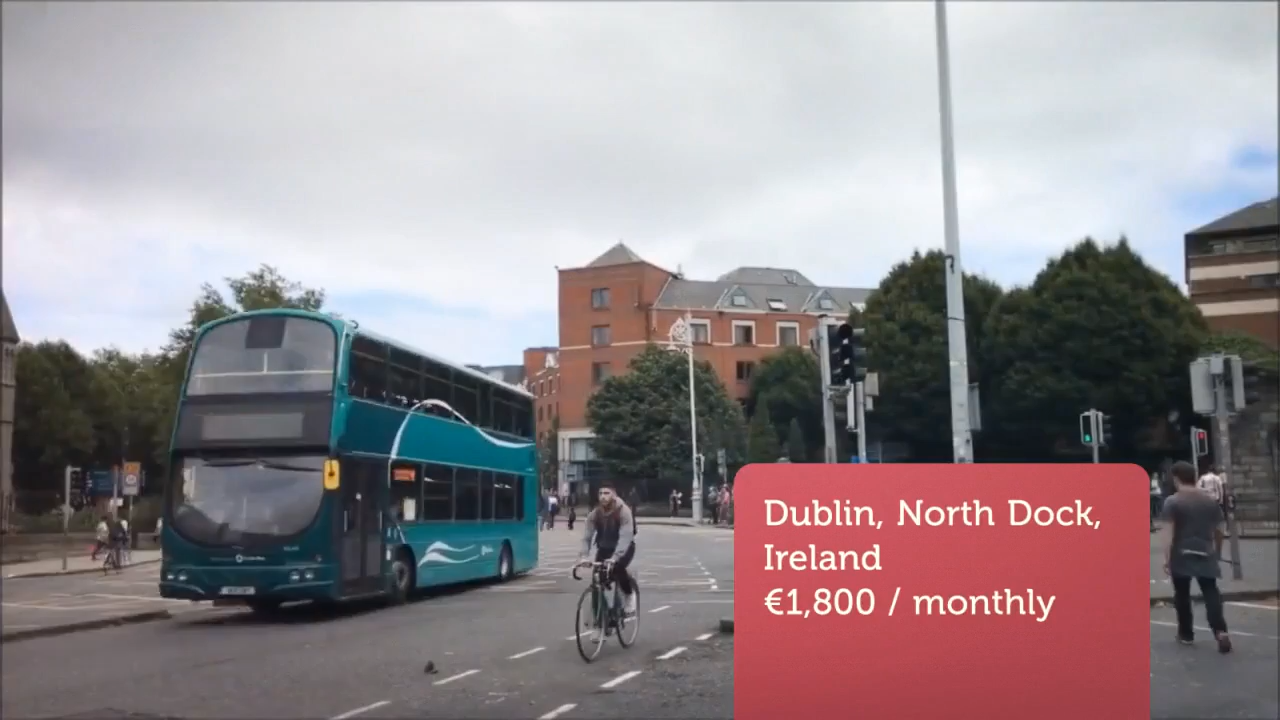 Dublin, North Dock,
Ireland
€1,800 / monthly